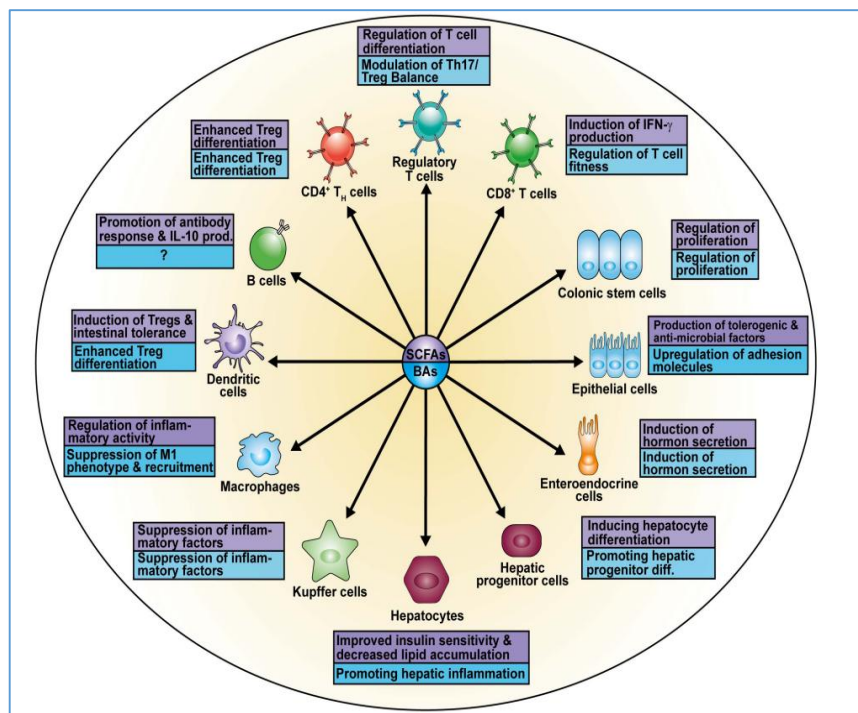 Regulation of T cell
differentiation
Modulation of Th17/
Treg Balance
Regulatory
T cells
Induction of IFN-γ
production
Regulation of T cell
fitness
CD8⁺ T cells
Regulation of
proliferation
Regulation of
proliferation
Colonic stem cells
Production of tolerogenic &
anti-microbial factors
Upregulation of adhesion
molecules
Epithelial cells
Induction of
hormon secretion
Induction of
hormon secretion
Enteroendocrine
cells
Inducing hepatocyte
differentiation
Promoting hepatic
progenitor diff.
Hepatic
progenitor cells
Hepatocytes
Improved insulin sensitivity &
decreased lipid accumulation
Promoting hepatic inflammation
Suppression of inflam-
matory factors
Suppression of inflam-
matory factors
Kupffer cells
Regulation of inflam-
matory activity
Suppression of M1
phenotype & recruitment
Macrophages
Induction of Tregs &
intestinal tolerance
Enhanced Treg
differentiation
Dendritic
cells
Promotion of antibody
response & IL-10 prod.
?
B cells
Enhanced Treg
differentiation
Enhanced Treg
differentiation
CD4⁺ T_H cells
SCFAs
BAs